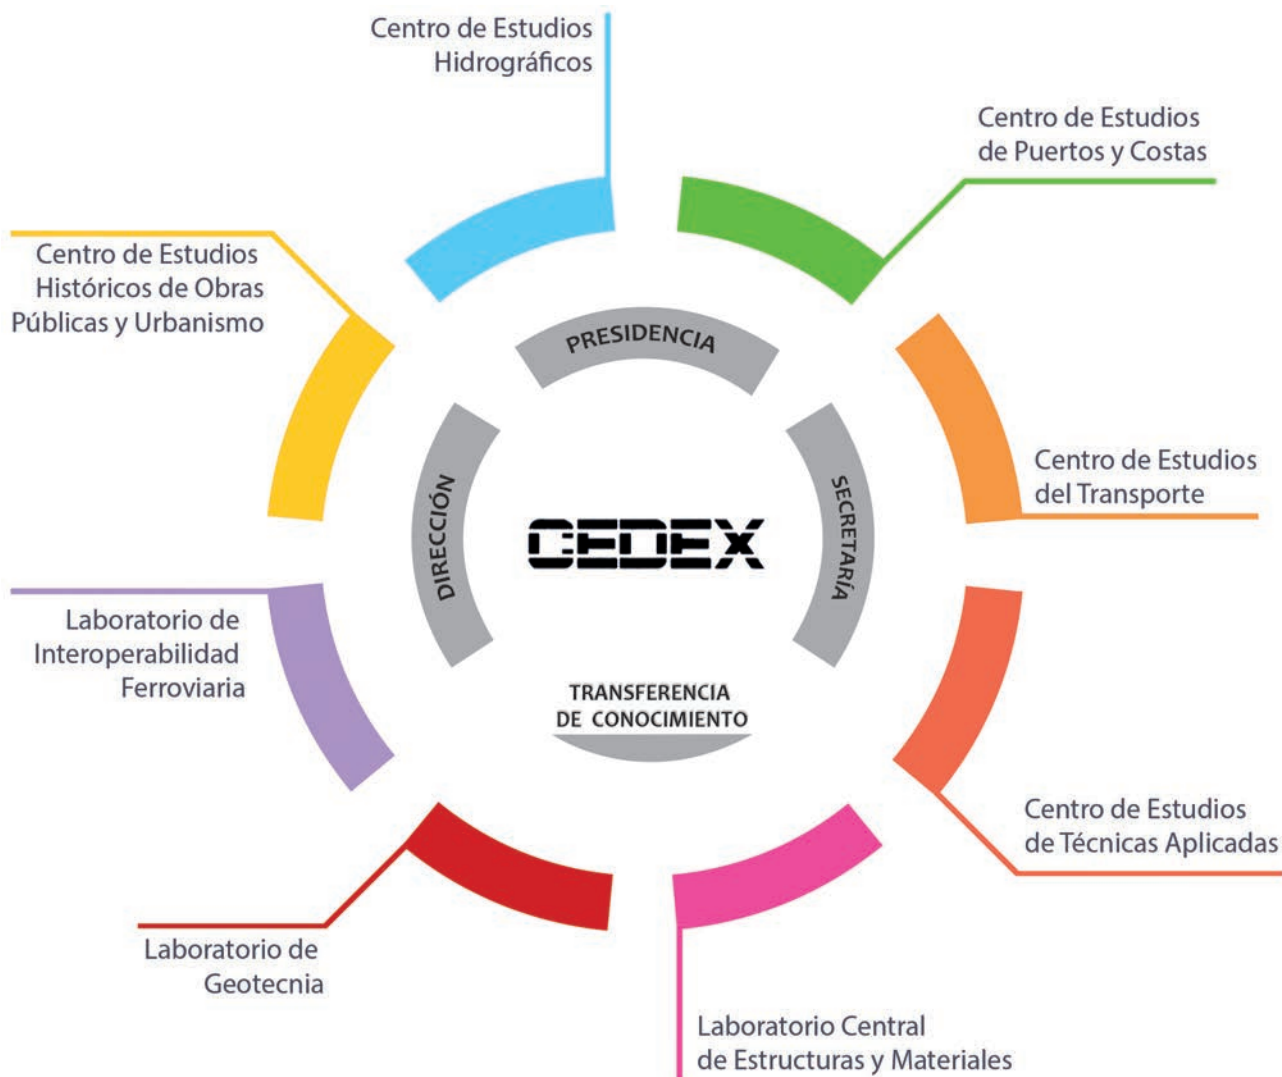 Centro de Estudios
Hidrográficos
Centro de Estudios
de Puertos y Costas
Centro de Estudios
Históricos de Obras
Públicas y Urbanismo
PRESIDENCIA
DIRECCIÓN
SECRETARÍA
CEDEX
Centro de Estudios
del Transporte
Laboratorio de
Interoperabilidad
Ferroviaria
TRANSFERENCIA
DE CONOCIMIENTO
Centro de Estudios
de Técnicas Aplicadas
Laboratorio de
Geotecnia
Laboratorio Central
de Estructuras y Materiales